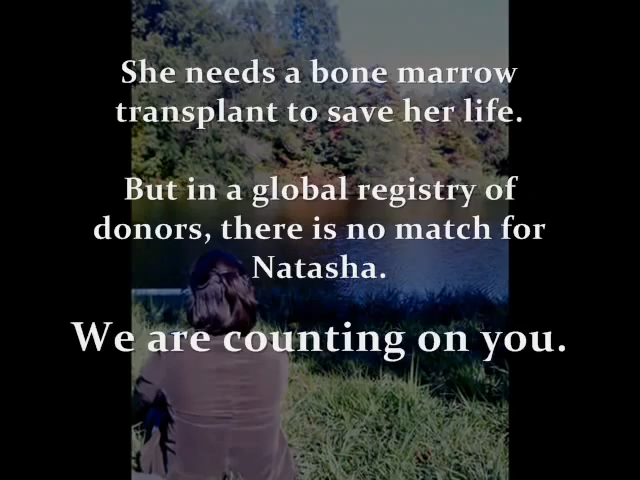 She needs a bone marrow
transplant to save her life.
But in a global registry of
donors, there is no match for
Natasha.
We are counting on you.